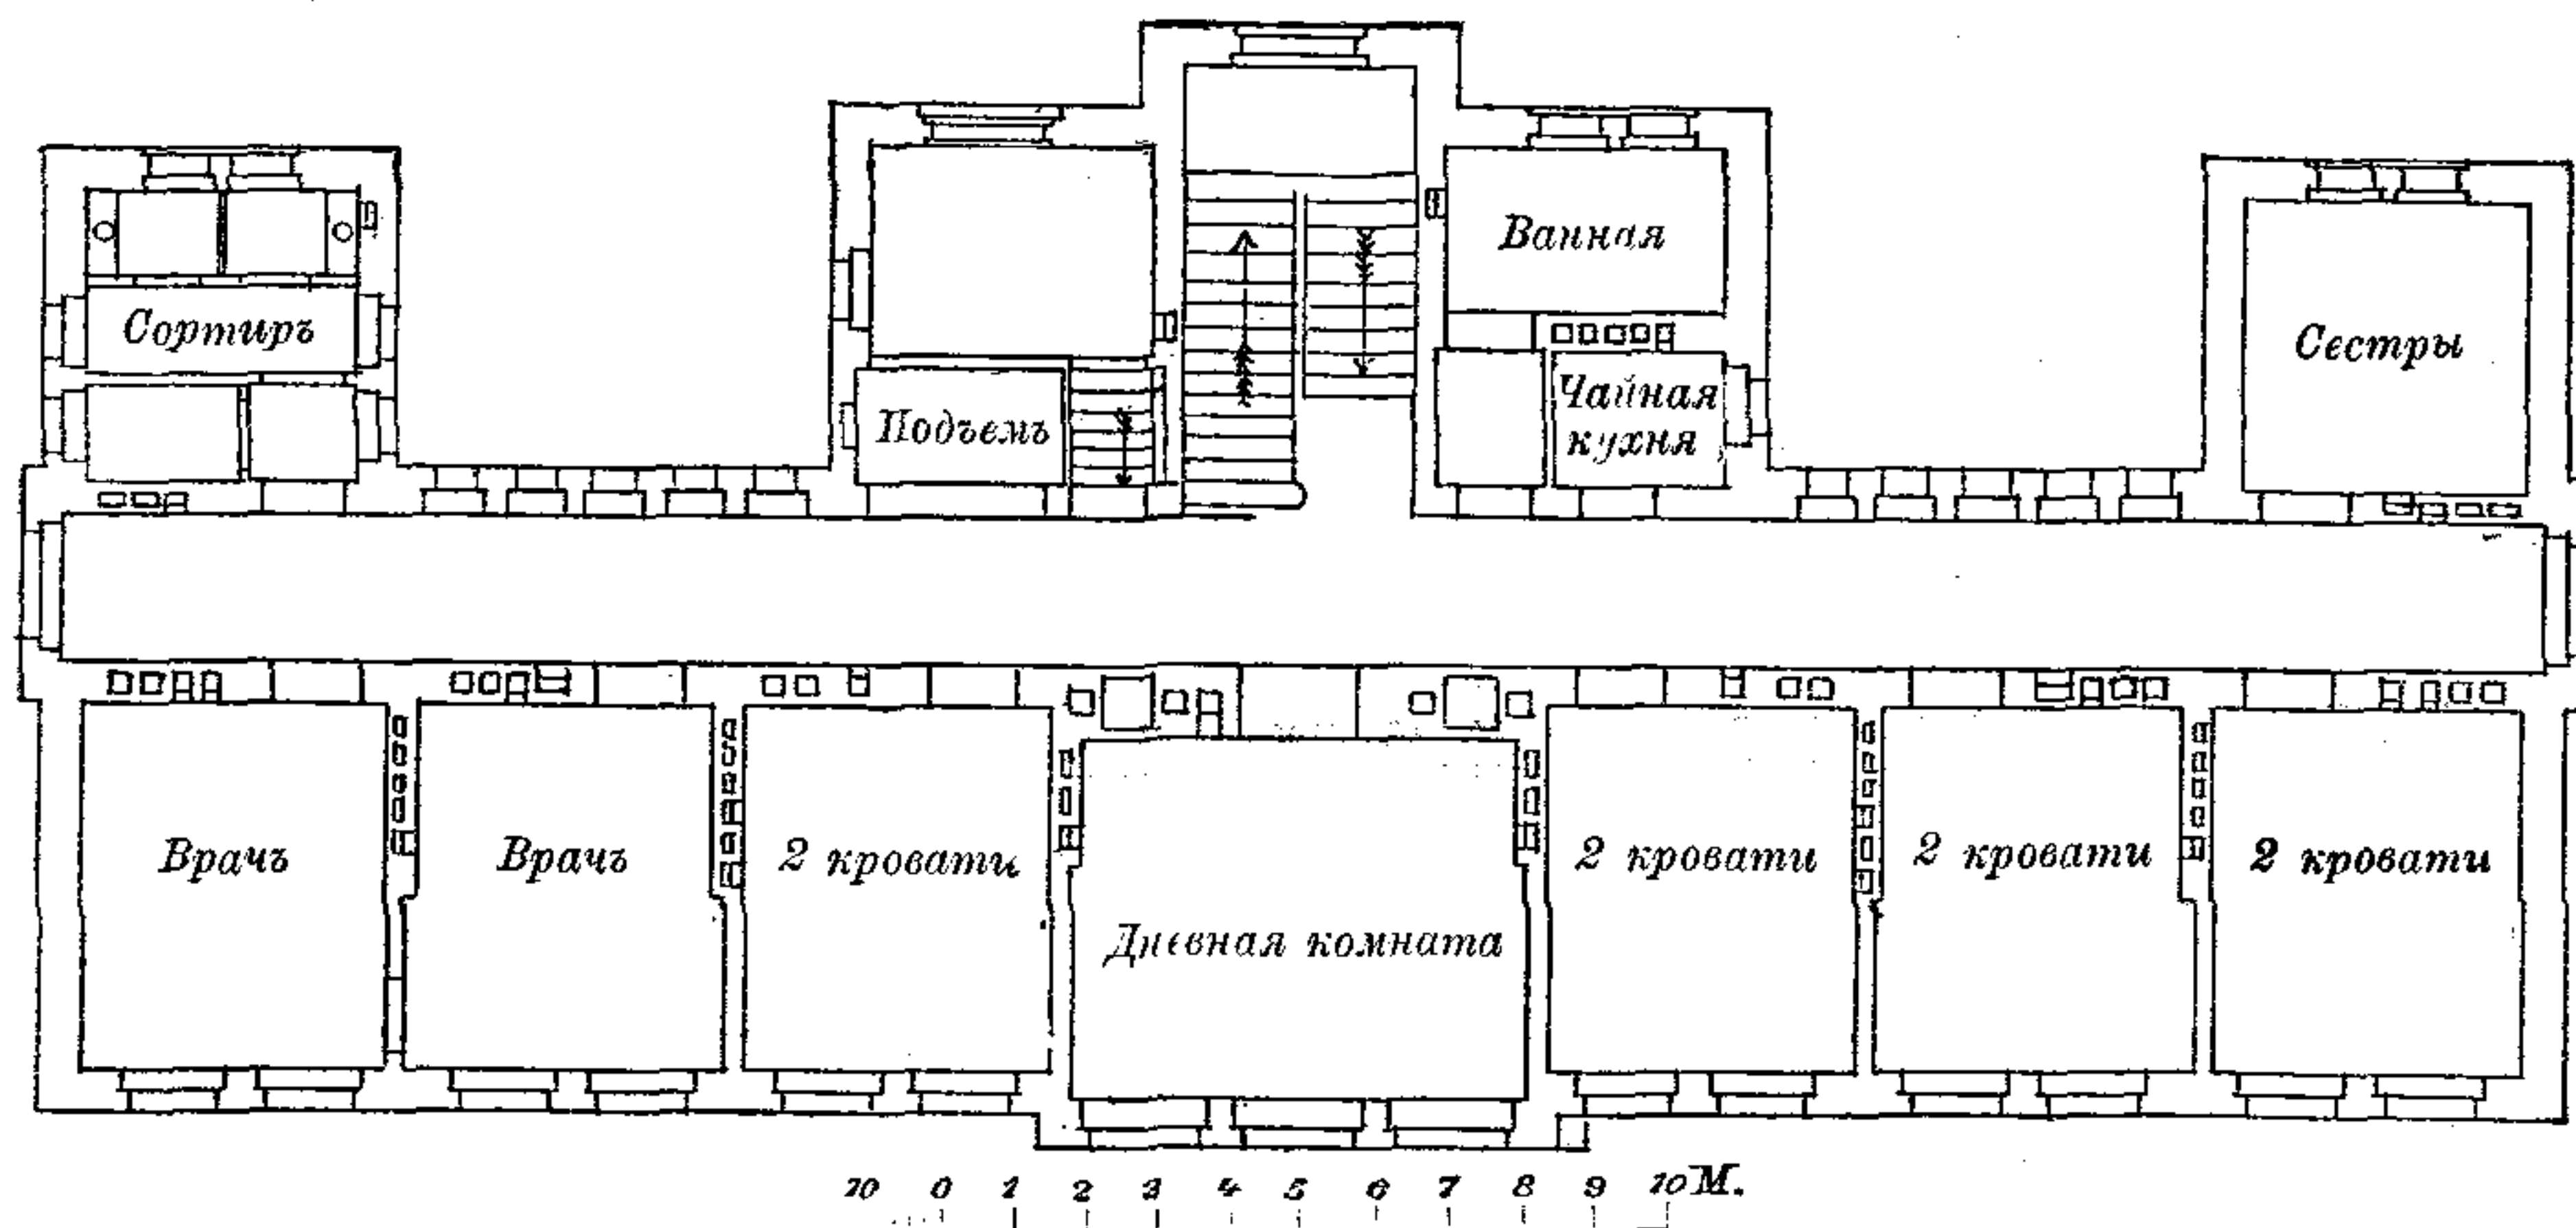 Ванная
Сортиръ
Сестры
Подъемъ
Чайная
кухня
Врачъ
Врачъ
2 кровати
2 кровати
2 кровати
2 кровати
Дневная комната
10 0 1 2 3 4 5 6 7 8 9 10 М.